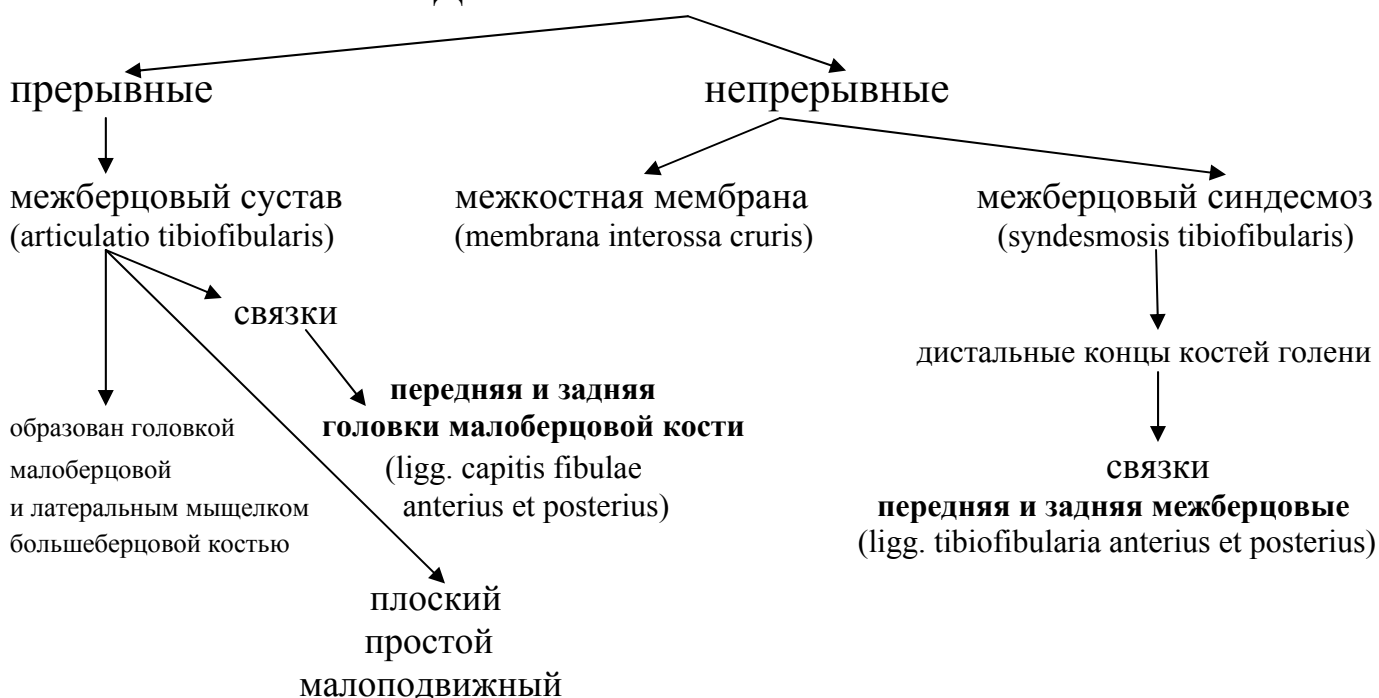 прерывные
непрерывные
межберцовый сустав
(articulatio tibiofibularis)
межкостная мембрана
(membrana interossa cruris)
межберцовый синдесмоз
(syndesmosis tibiofibularis)
связки
дистальные концы костей голени
передняя и задняя
головки малоберцовой кости
(ligg. capitis fibulae
anterius et posterius)
образован головкой
малоберцовой
и латеральным мыщелком
большеберцовой костью
связки
передняя и задняя межберцовые
(ligg. tibiofibularia anterius et posterius)
плоский
простой
малоподвижный